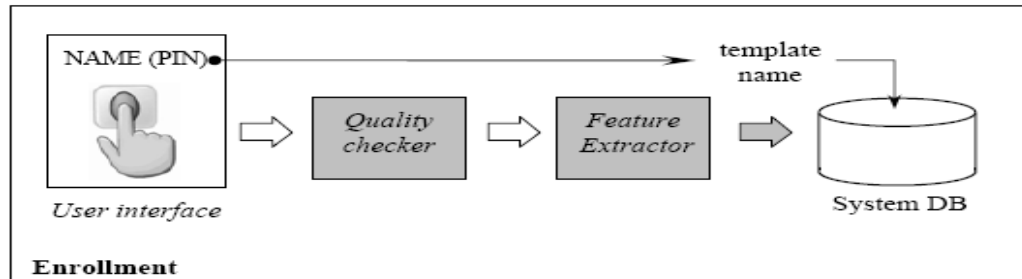 NAME (PIN)
template
name
Quality
checker
Feature
Extractor
User interface
System DB
Enrollment